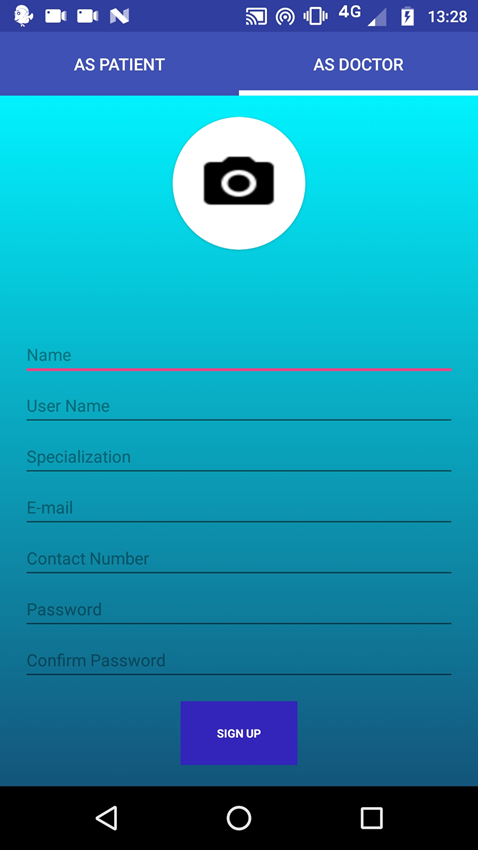 4G 13:28
AS PATIENT AS DOCTOR
Name
User Name
Specialization
E-mail
Contact Number
Password
Confirm Password
SIGN UP